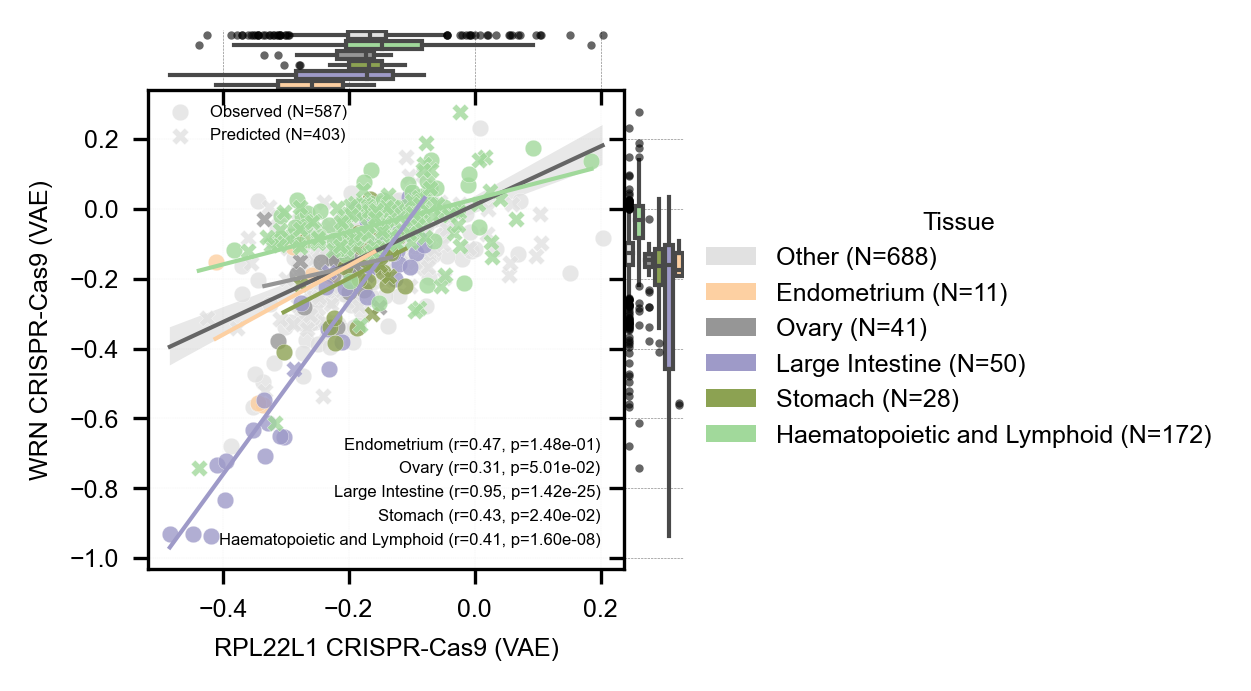 Observed (N=587)
Predicted (N=403)
0.2
0.0
−0.2
−0.4
−0.6
−0.8
−1.0
WRN CRISPR-Cas9 (VAE)
Endometrium (r=0.47, p=1.48e-01)
Ovary (r=0.31, p=5.01e-02)
Large Intestine (r=0.95, p=1.42e-25)
Stomach (r=0.43, p=2.40e-02)
Haematopoietic and Lymphoid (r=0.41, p=1.60e-08)
−0.4
−0.2
0.0
0.2
RPL22L1 CRISPR-Cas9 (VAE)
Tissue
Other (N=688)
Endometrium (N=11)
Ovary (N=41)
Large Intestine (N=50)
Stomach (N=28)
Haematopoietic and Lymphoid (N=172)